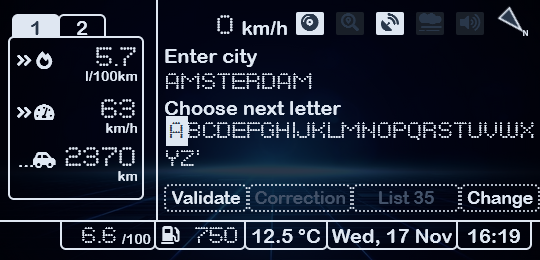 1 2
0 km/h
N
5.7
l/100km
63
km/h
...2370
km
Enter city
AMSTERDAM
Choose next letter
ABCDEFGHIJKLMNOPQRSTUVWX
YZ'
Validate Correction List 35 Change
6.6 /100 750 12.5 °C Wed, 17 Nov 16:19